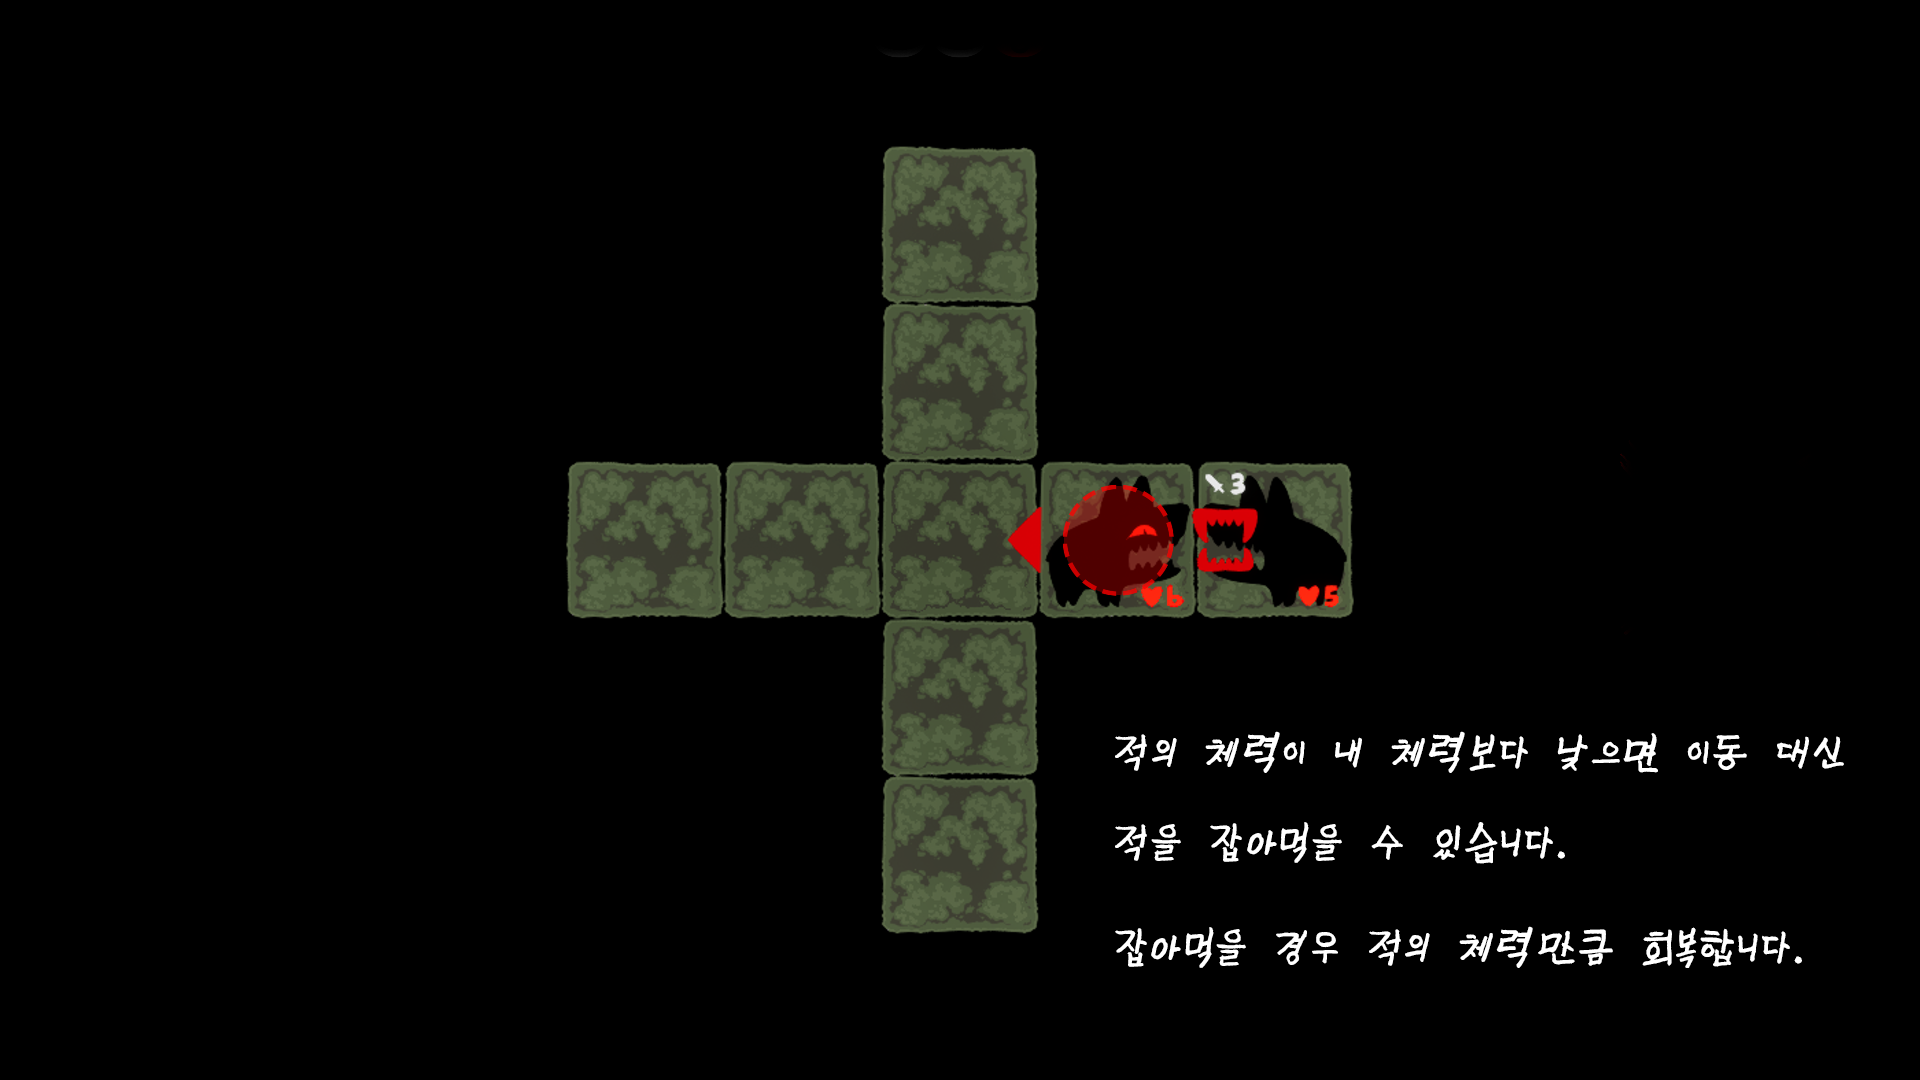 3
6
5
적의 체력이 내 체력보다 낮으면 이동 대신
적을 잡아먹을 수 있습니다.
잡아먹을 경우 적의 체력만큼 회복합니다.